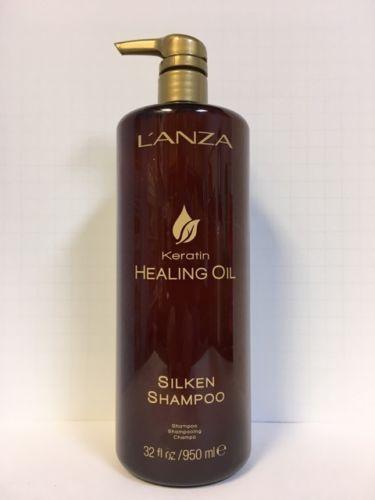 L'ANZA
Keratin
HEALING OIL
SILKEN
SHAMPOO
Shampoo
Shampooing
Champú
32 fl oz/950 ml℮